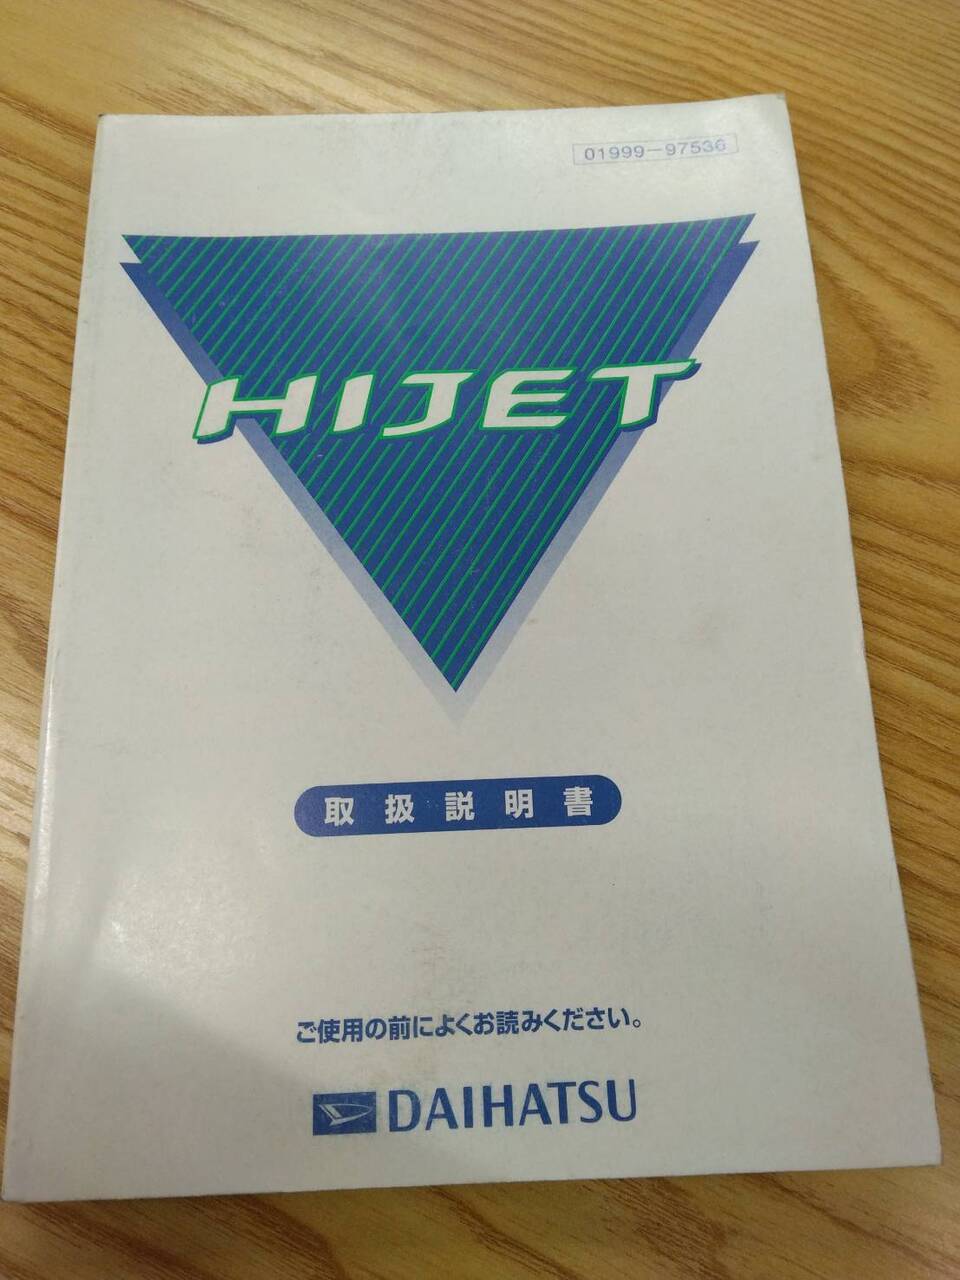 01999-97536
HIJET
取扱説明書
ご使用の前によくお読みください。
DAIHATSU